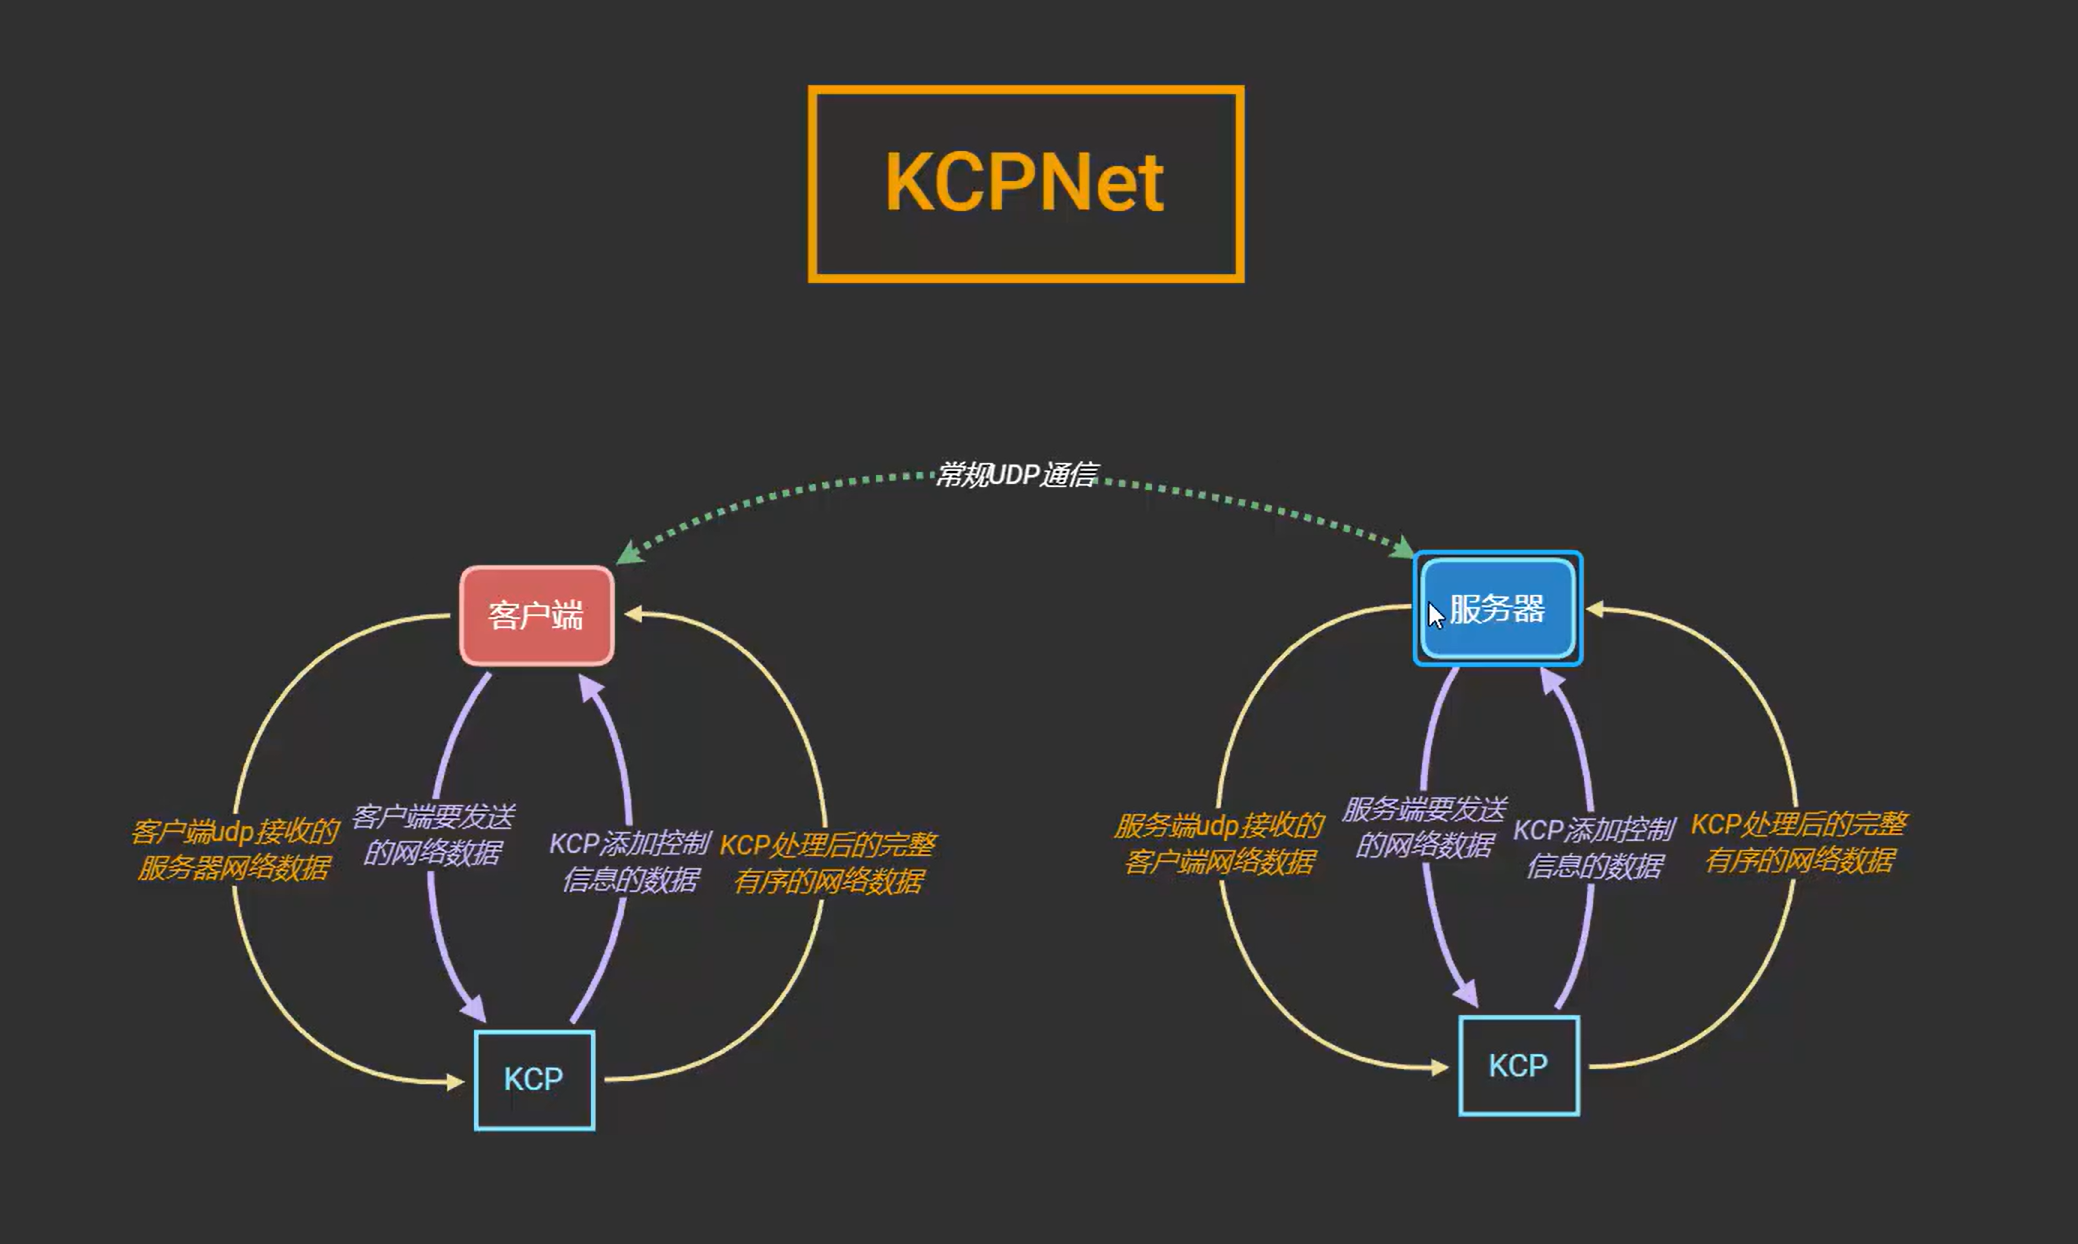 KCPNet
常规UDP通信
客户端
服务器
客户端udp接收的
服务器网络数据
客户端要发送
的网络数据
KCP添加控制
信息的数据
KCP处理后的完整
有序的网络数据
服务端udp接收的
客户端网络数据
服务端要发送
的网络数据
KCP添加控制
信息的数据
KCP处理后的完整
有序的网络数据
KCP
KCP